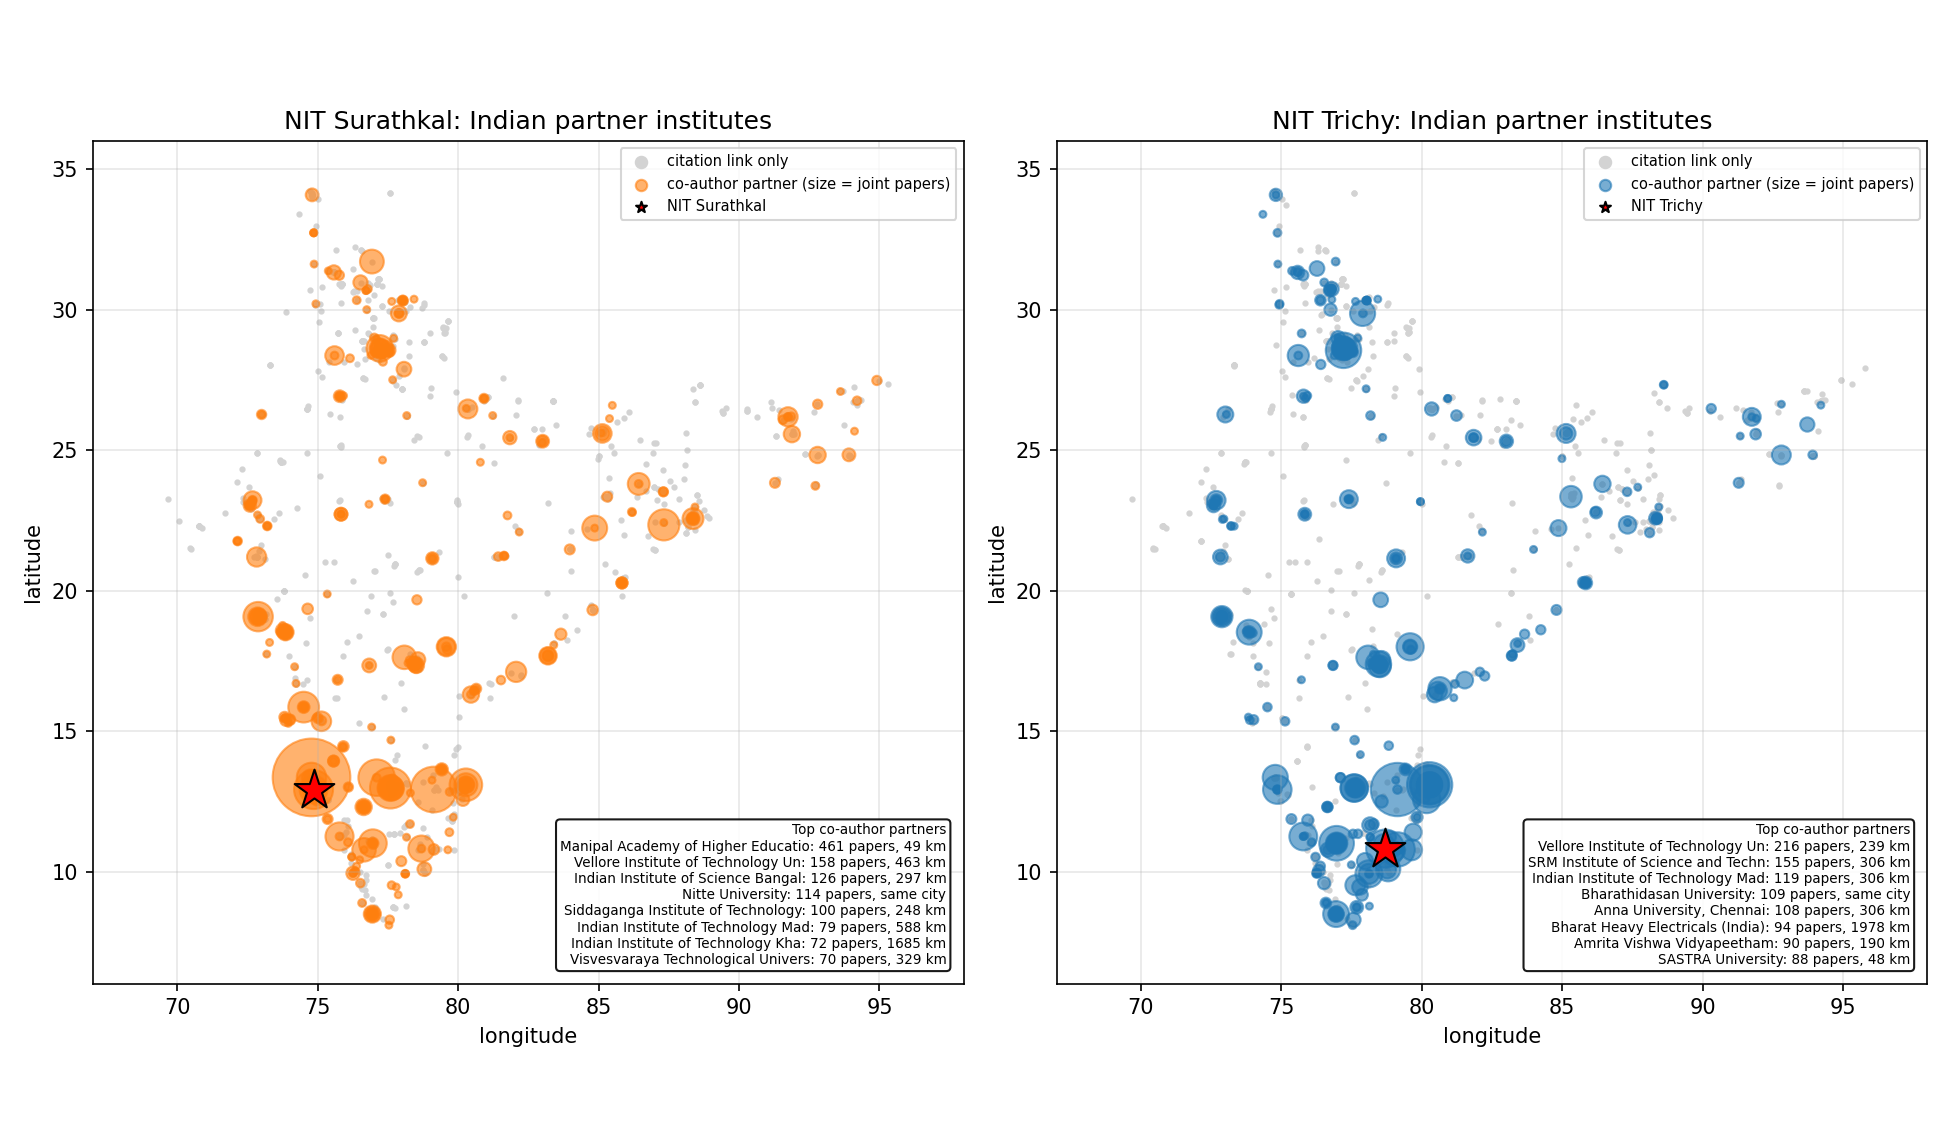 NIT Surathkal: Indian partner institutes
citation link only
co-author partner (size = joint papers)
NIT Surathkal
35
30
25
20
15
10
latitude
70
75
80
85
90
95
longitude
Top co-author partners
Manipal Academy of Higher Educatio: 461 papers, 49 km
Vellore Institute of Technology Un: 158 papers, 463 km
Indian Institute of Science Bangal: 126 papers, 297 km
Nitte University: 114 papers, same city
Siddaganga Institute of Technology: 100 papers, 248 km
Indian Institute of Technology Mad: 79 papers, 588 km
Indian Institute of Technology Kha: 72 papers, 1685 km
Visvesvaraya Technological Univers: 70 papers, 329 km
NIT Trichy: Indian partner institutes
citation link only
co-author partner (size = joint papers)
NIT Trichy
35
30
25
20
15
10
latitude
70
75
80
85
90
95
longitude
Top co-author partners
Vellore Institute of Technology Un: 216 papers, 239 km
SRM Institute of Science and Techn: 155 papers, 306 km
Indian Institute of Technology Mad: 119 papers, 306 km
Bharathidasan University: 109 papers, same city
Anna University, Chennai: 108 papers, 306 km
Bharat Heavy Electricals (India): 94 papers, 1978 km
Amrita Vishwa Vidyapeetham: 90 papers, 190 km
SASTRA University: 88 papers, 48 km